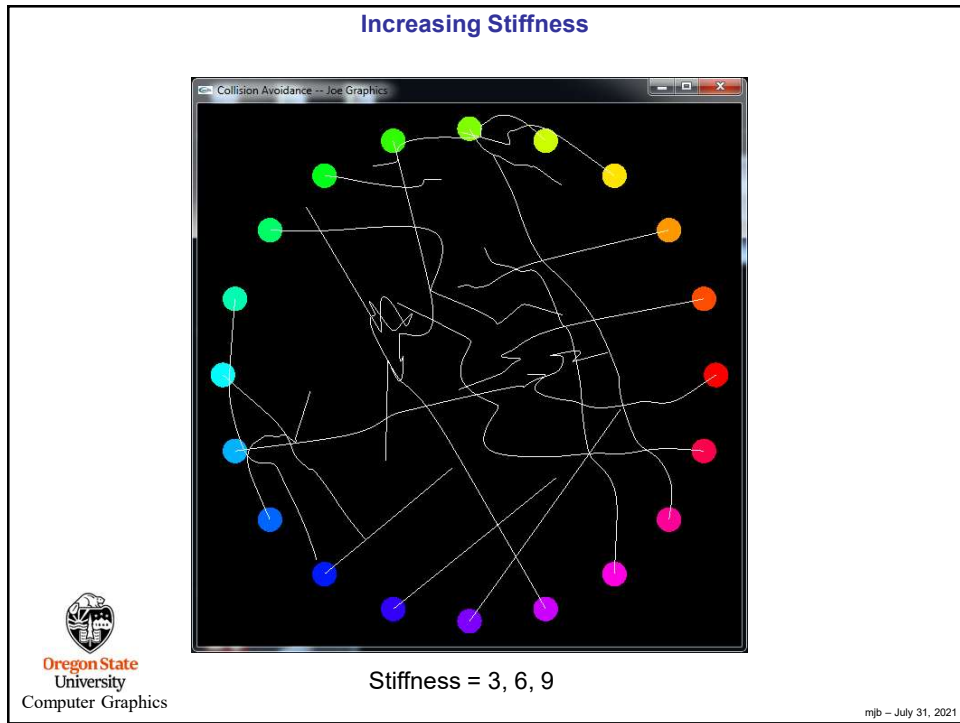 Increasing Stiffness
Collision Avoidance -- Joe Graphics
Oregon State
University
Computer Graphics
Stiffness = 3, 6, 9
mjb – July 31, 2021